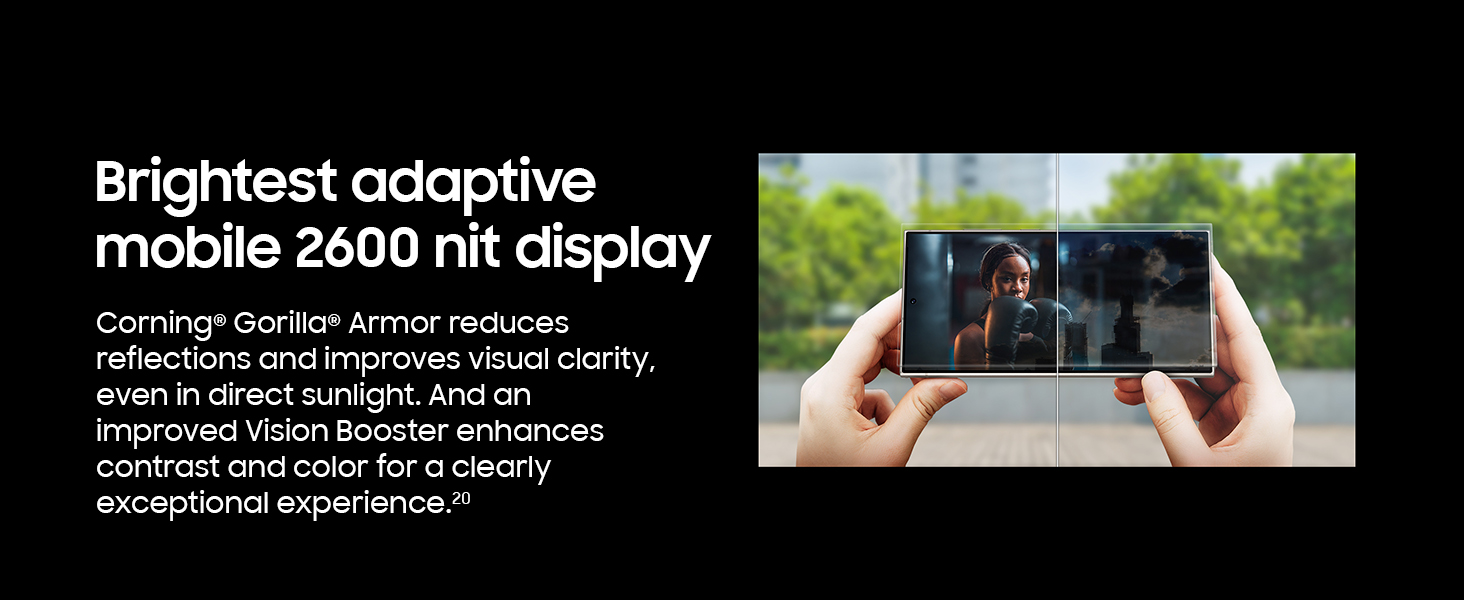 Brightest adaptive
mobile 2600 nit display
Corning® Gorilla® Armor reduces
reflections and improves visual clarity,
even in direct sunlight. And an
improved Vision Booster enhances
contrast and color for a clearly
exceptional experience.²⁰